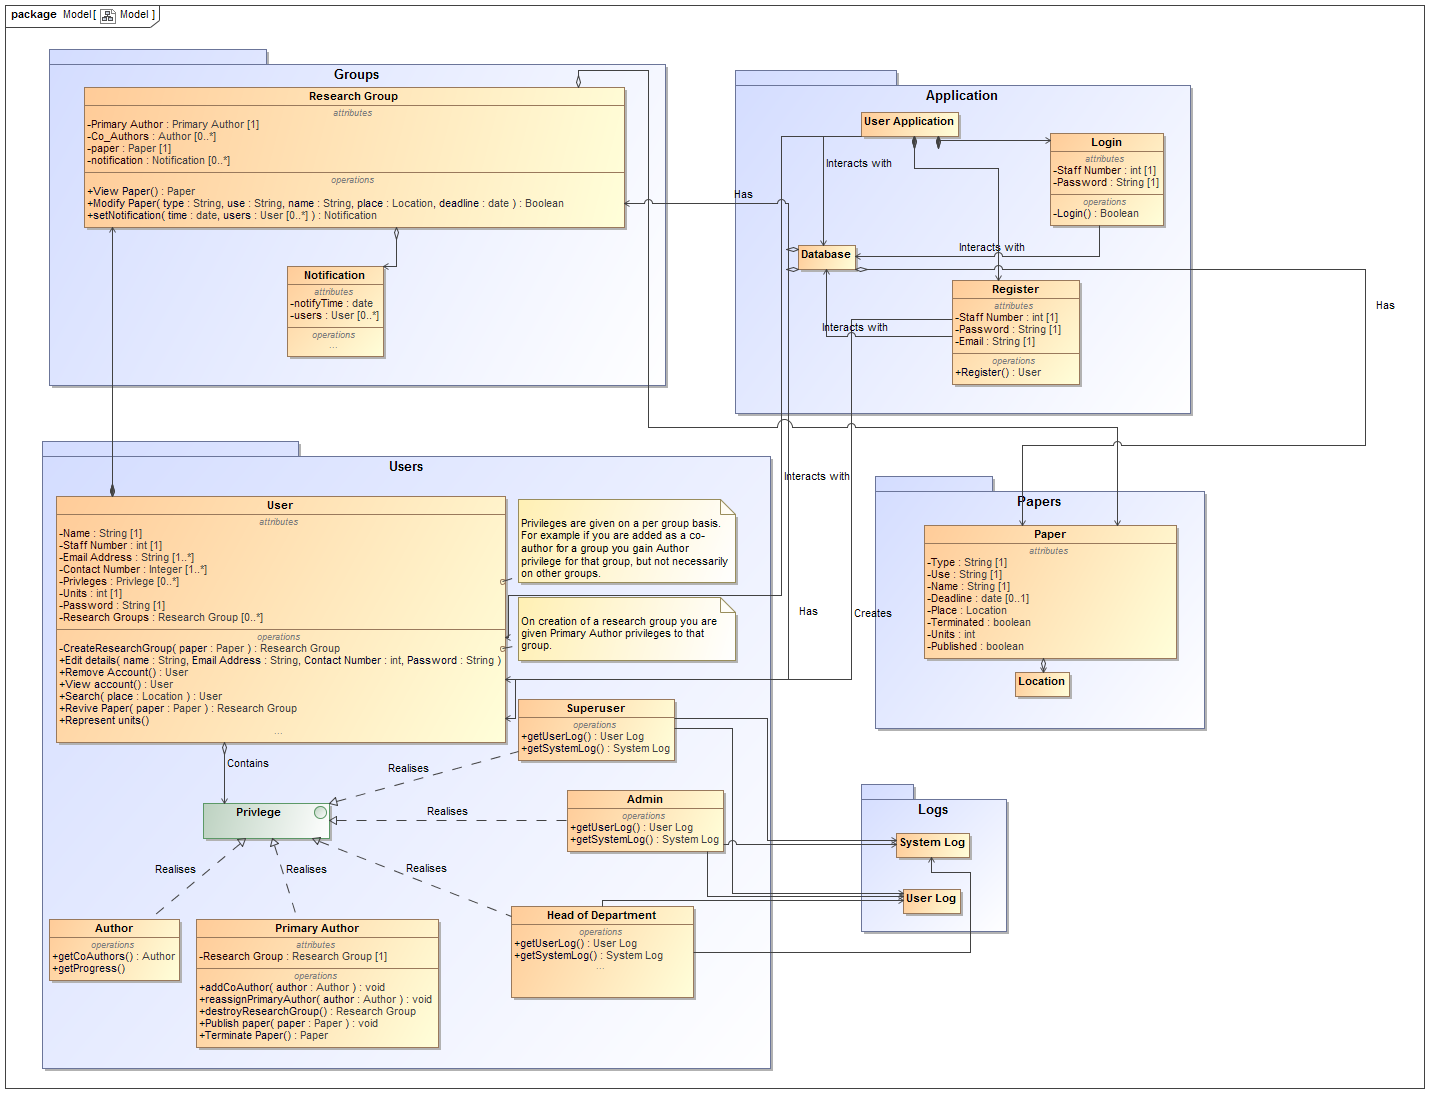 package Model[ Model ]
Groups
Research Group
attributes
-Primary Author : Primary Author [1]
-Co_Authors : Author [0..*]
-paper : Paper [1]
-notification : Notification [0..*]
operations
+View Paper() : Paper
+Modify Paper( type : String, use : String, name : String, place : Location, deadline : date ) : Boolean
+setNotification( time : date, users : User [0..*] ) : Notification
Notification
attributes
-notifyTime : date
-users : User [0..*]
operations
...
Application
User Application
Login
attributes
-Staff Number : int [1]
-Password : String [1]
operations
-Login() : Boolean
Interacts with
Has
Database
Interacts with
Register
attributes
-Staff Number : int [1]
-Password : String [1]
-Email : String [1]
operations
+Register() : User
Interacts with
Has
Users
User
attributes
-Name : String [1]
-Staff Number : int [1]
-Email Address : String [1..*]
-Contact Number : Integer [1..*]
-Privileges : Privilege [0..*]
-Units : int [1]
-Password : String [1]
-Research Groups : Research Group [0..*]
operations
-CreateResearchGroup( paper : Paper ) : Research Group
+Edit details( name : String, Email Address : String, Contact Number : int, Password : String )
+Remove Account() : User
+View account() : User
+Search( place : Location ) : User
+Revive Paper( paper : Paper ) : Research Group
+Represent units()
...
Privileges are given on a per group basis.
For example if you are added as a co-
author for a group you gain Author
privilege for that group, but not necessarily
on other groups.
On creation of a research group you are
given Primary Author privileges to that
group.
Interacts with
Has
Creates
Papers
Paper
attributes
-Type : String [1]
-Use : String [1]
-Name : String [1]
-Deadline : date [0..1]
-Place : Location
-Terminated : boolean
-Units : int
-Published : boolean
Location
Superuser
operations
+getUserLog() : User Log
+getSystemLog() : System Log
Contains
Realises
Privlege
Realises
Admin
operations
+getUserLog() : User Log
+getSystemLog() : System Log
Logs
System Log
User Log
Realises
Realises
Realises
Author
operations
+getCoAuthors() : Author
+getProgress()
Primary Author
attributes
-Research Group : Research Group [1]
operations
+addCoAuthor( author : Author ) : void
+reassignPrimaryAuthor( author : Author ) : void
+destroyResearchGroup() : Research Group
+Publish paper( paper : Paper ) : void
+Terminate Paper() : Paper
Head of Department
operations
+getUserLog() : User Log
+getSystemLog() : System Log
...